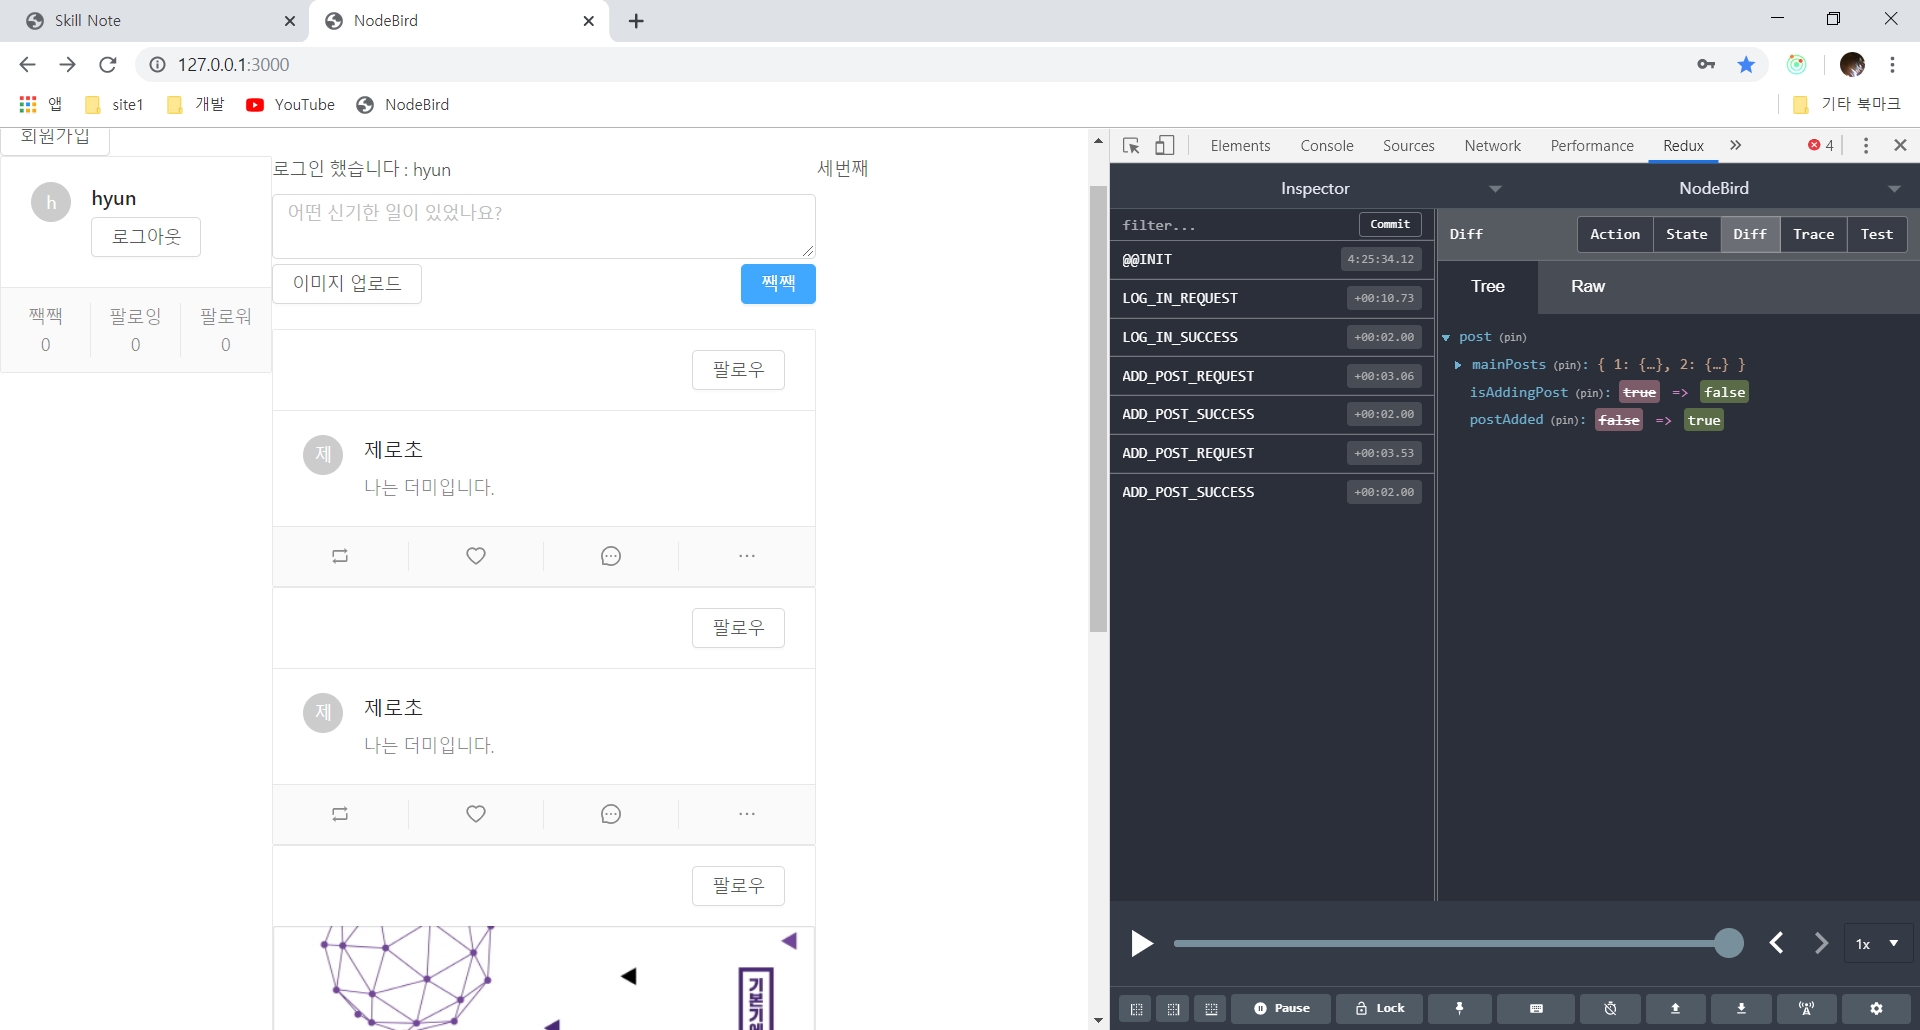 Skill Note
NodeBird
127.0.0.1:3000
앱
site1
개발
YouTube
NodeBird
기타 북마크
회원가입
h
hyun
로그아웃
짹짹
팔로잉
팔로워
0
0
0
로그인 했습니다 : hyun
세번째
어떤 신기한 일이 있었나요?
이미지 업로드
짹짹
팔로우
제
제로초
나는 더미입니다.
팔로우
제
제로초
나는 더미입니다.
팔로우
기본기에
Elements
Console
Sources
Network
Performance
Redux
4
Inspector
NodeBird
filter...
Commit
@@INIT
4:25:34.12
LOG_IN_REQUEST
+00:10.73
LOG_IN_SUCCESS
+00:02.00
ADD_POST_REQUEST
+00:03.06
ADD_POST_SUCCESS
+00:02.00
ADD_POST_REQUEST
+00:03.53
ADD_POST_SUCCESS
+00:02.00
Diff
Action
State
Diff
Trace
Test
Tree
Raw
post (pin)
mainPosts (pin): { 1: {…}, 2: {…} }
isAddingPost (pin): true => false
postAdded (pin): false => true
1x
Pause
Lock